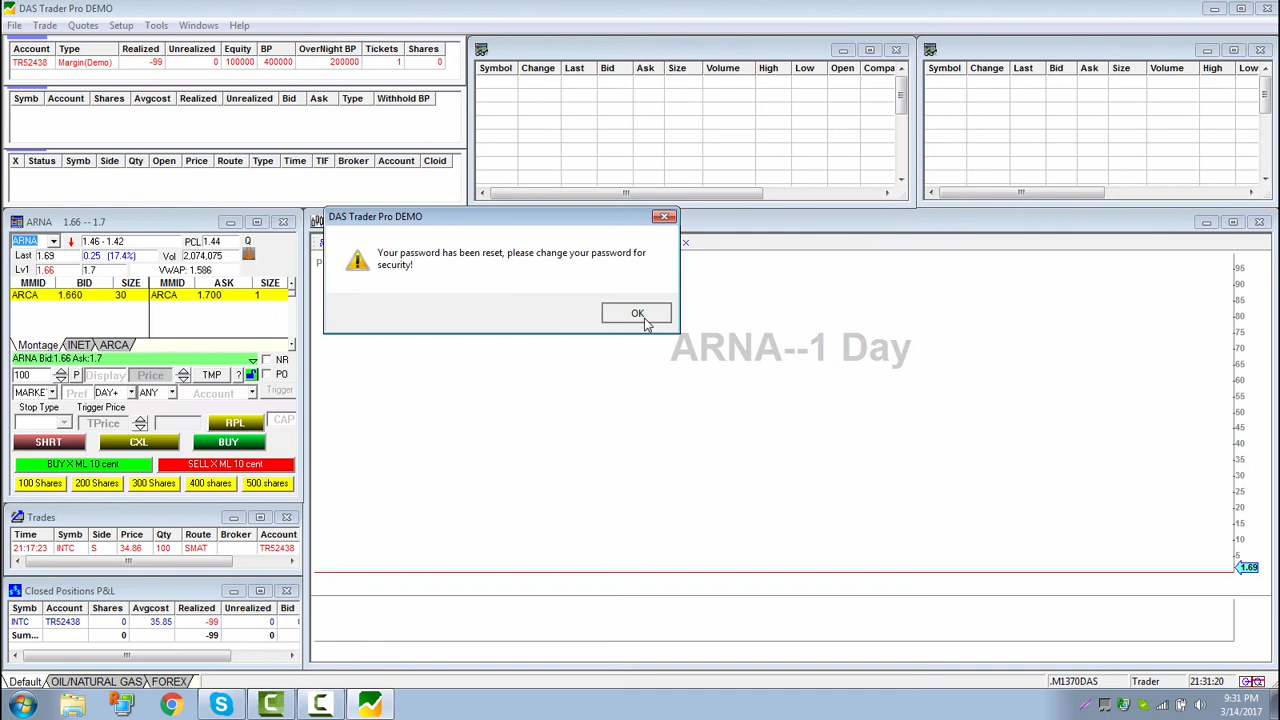 DAS Trader Pro DEMO
File Trade Quotes Setup Tools Windows Help
Account Type Realized Unrealized Equity BP OverNight BP Tickets Shares
TR52438 Margin(Demo) -99 0 100000 400000 200000 1 0
Symb Account Shares Avgcost Realized Unrealized Bid Ask Type Withhold BP
X Status Symb Side Qty Open Price Route Type Time TIF Broker Account Cloid
Symbol Change Last Bid Ask Size Volume High Low Open Compa
Symbol Change Last Bid Ask Size Volume High Low
ARNA 1.66 -- 1.7
ARNA 1.46 - 1.42 PCL 1.44 Q
Last 1.69 0.25 (17.4%) Vol 2,074,075
Lv1 1.66 1.7 VWAP: 1.586
MMID BID SIZE MMID ASK SIZE
ARCA 1.660 30 ARCA 1.700 1
Montage INET ARCA
ARNA Bid:1.66 Ask:1.7 NR
100 P Display Price TMP ? PO
MARKE Pref DAY+ ANY Account Trigger
Stop Type Trigger Price
TPrice RPL CAP
SHRT CXL BUY
BUY X ML 10 cent SELL X ML 10 cent
100 Shares 200 Shares 300 Shares 400 shares 500 shares
DAS Trader Pro DEMO
Your password has been reset, please change your password for
security!
OK
ARNA--1 Day
95
90
85
80
75
70
65
60
55
50
45
40
35
30
25
20
15
10
5
1.69
Trades
Time Symb Side Price Qty Route Broker Account
21:17:23 INTC S 34.86 100 SMAT TR52438
Closed Positions P&L
Symb Account Shares Avgcost Realized Unrealized Bid
INTC TR52438 0 35.85 -99 0
Sum... 0 -99 0
Default OIL/NATURAL GAS FOREX
.M1370DAS Trader 21:31:20
9:31 PM
3/14/2017